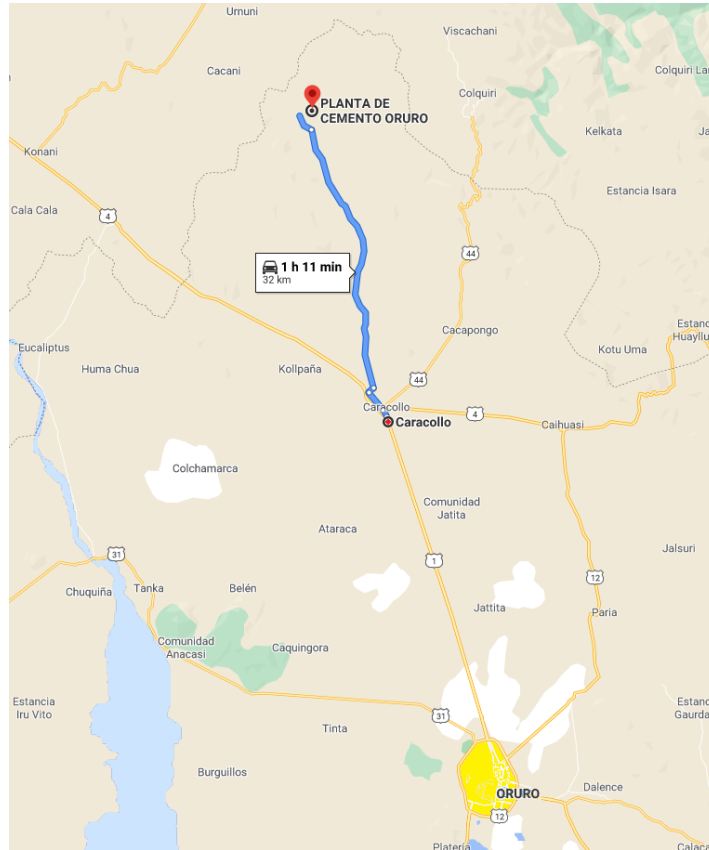 Urnuni
Viscachani
Cacani
Colquiri
PLANTA DE
CEMENTO ORURO
Kelkata
Konani
Estancia Isara
Cala Cala
4
44
1 h 11 min
32 km
Cacapongo
Kotu Uma
Eucaliptus
Huma Chua
Kollpaña
44
Caracollo
4
Caracollo
Caihuasi
Colchamarca
Comunidad
Jatita
Ataraca
Jalsuri
31
1
12
Chuquiña
Tanka
Belén
Jattita
Paria
Comunidad
Anacasi
Caquingora
Estancia
Iru Vito
31
Tinta
Burguillos
ORURO
Dalence
12